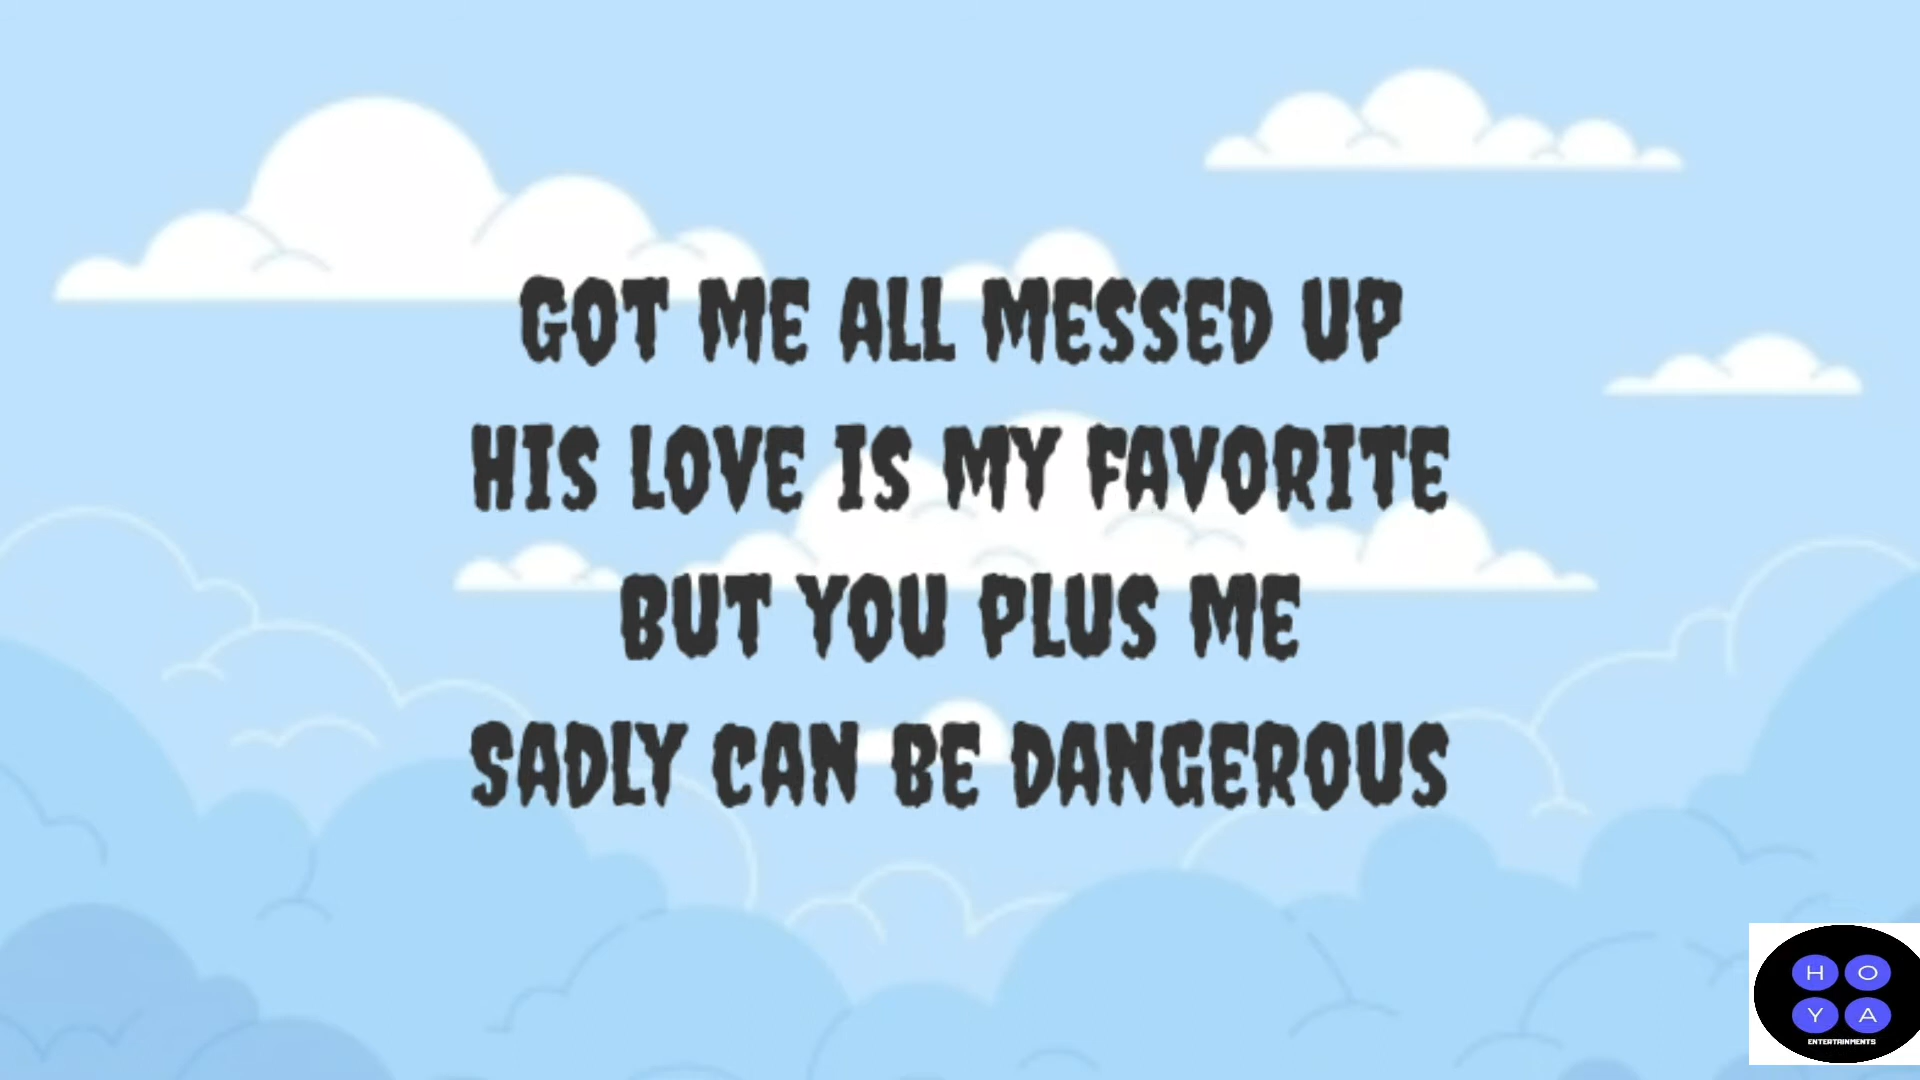 GOT ME ALL MESSED UP
HIS LOVE IS MY FAVORITE
BUT YOU PLUS ME
SADLY CAN BE DANGEROUS
H O
Y A
ENTERTAINMENTS